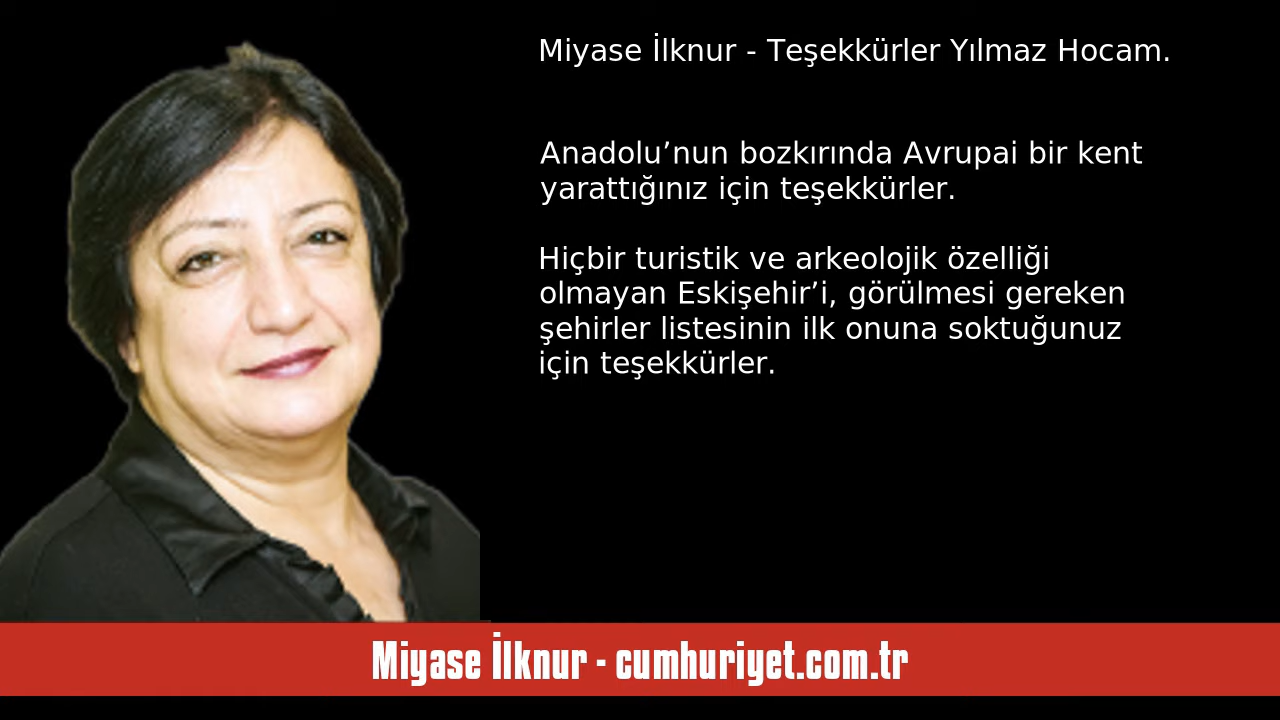 Miyase İlknur - Teşekkürler Yılmaz Hocam.
Anadolu’nun bozkırında Avrupai bir kent
yarattığınız için teşekkürler.
Hiçbir turistik ve arkeolojik özelliği
olmayan Eskişehir’i, görülmesi gereken
şehirler listesinin ilk onuna soktuğunuz
için teşekkürler.
Miyase İlknur - cumhuriyet.com.tr